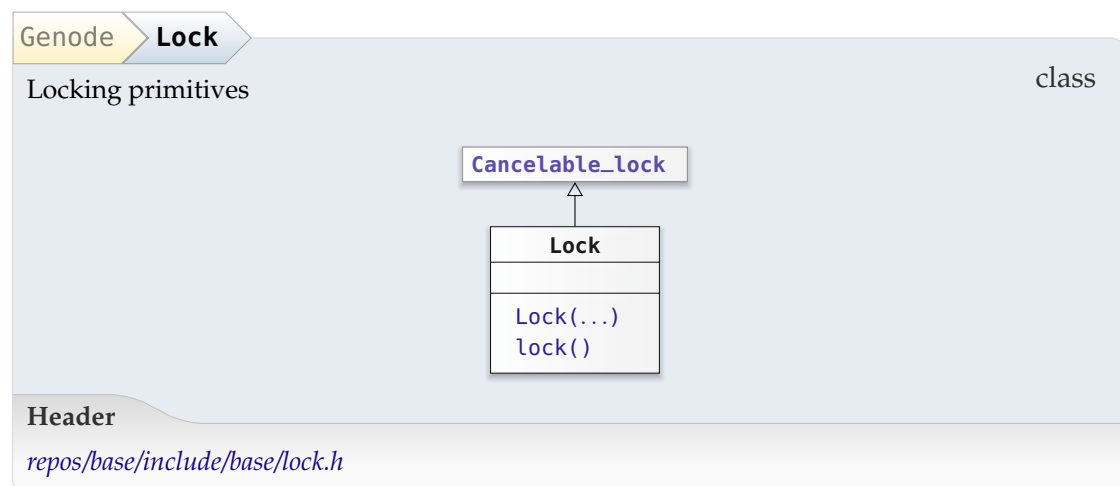 Genode Lock
Locking primitives
class
Cancelable_lock
Lock
Lock(...)
lock()
Header
repos/base/include/base/lock.h